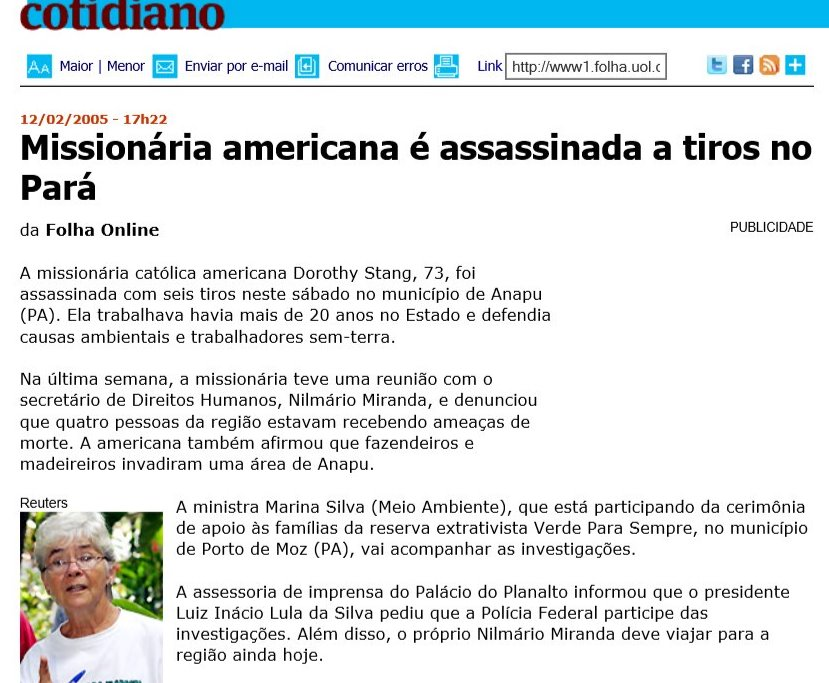 cotidiano
AA Maior | Menor Enviar por e-mail Comunicar erros Link http://www1.folha.uol.c
12/02/2005 - 17h22
Missionária americana é assassinada a tiros no
Pará
da Folha Online
PUBLICIDADE
A missionária católica americana Dorothy Stang, 73, foi
assassinada com seis tiros neste sábado no município de Anapu
(PA). Ela trabalhava havia mais de 20 anos no Estado e defendia
causas ambientais e trabalhadores sem-terra.
Na última semana, a missionária teve uma reunião com o
secretário de Direitos Humanos, Nilmário Miranda, e denunciou
que quatro pessoas da região estavam recebendo ameaças de
morte. A americana também afirmou que fazendeiros e
madeireiros invadiram uma área de Anapu.
Reuters
A ministra Marina Silva (Meio Ambiente), que está participando da cerimônia
de apoio às famílias da reserva extrativista Verde Para Sempre, no município
de Porto de Moz (PA), vai acompanhar as investigações.
A assessoria de imprensa do Palácio do Planalto informou que o presidente
Luiz Inácio Lula da Silva pediu que a Polícia Federal participe das
investigações. Além disso, o próprio Nilmário Miranda deve viajar para a
região ainda hoje.